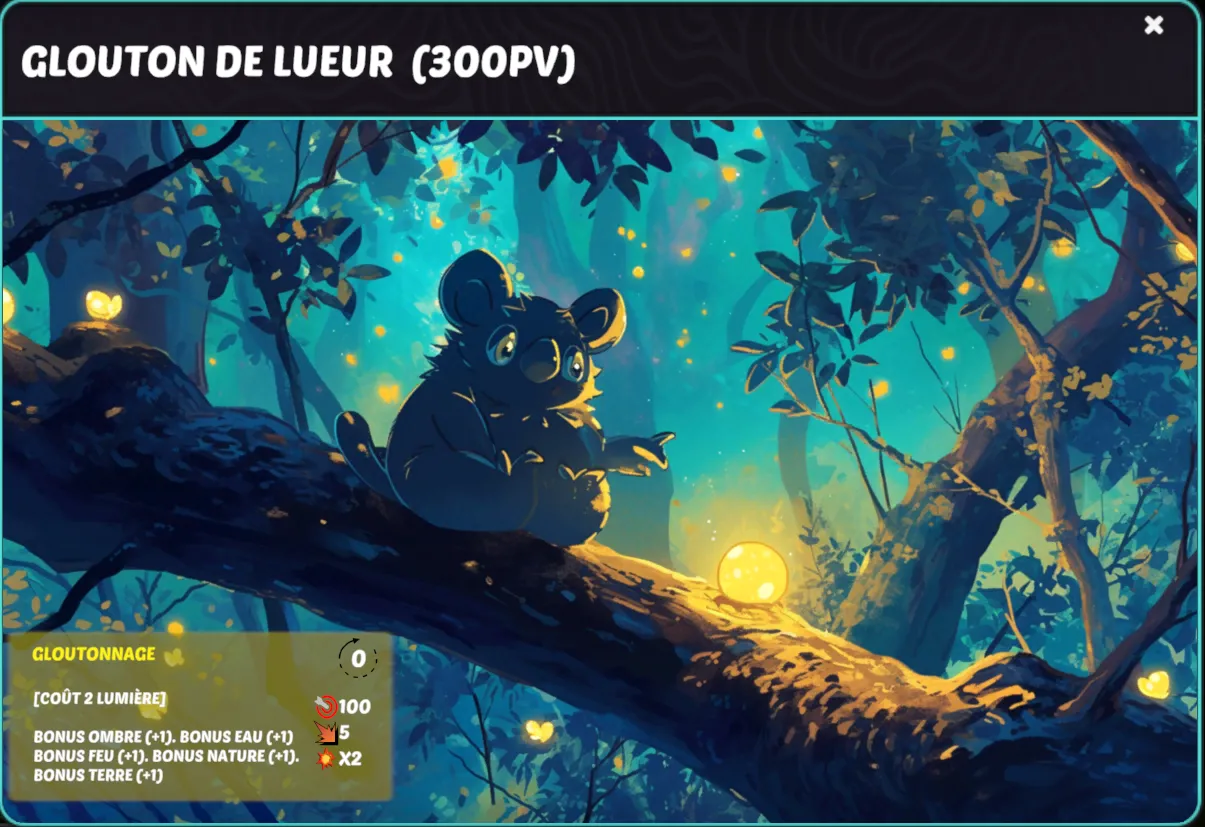 GLOUTON DE LUEUR (300PV)
GLOUTONNAGE
0
[COÛT 2 LUMIÈRE]
100
BONUS OMBRE (+1). BONUS EAU (+1)
5
BONUS FEU (+1). BONUS NATURE (+1).
X2
BONUS TERRE (+1)